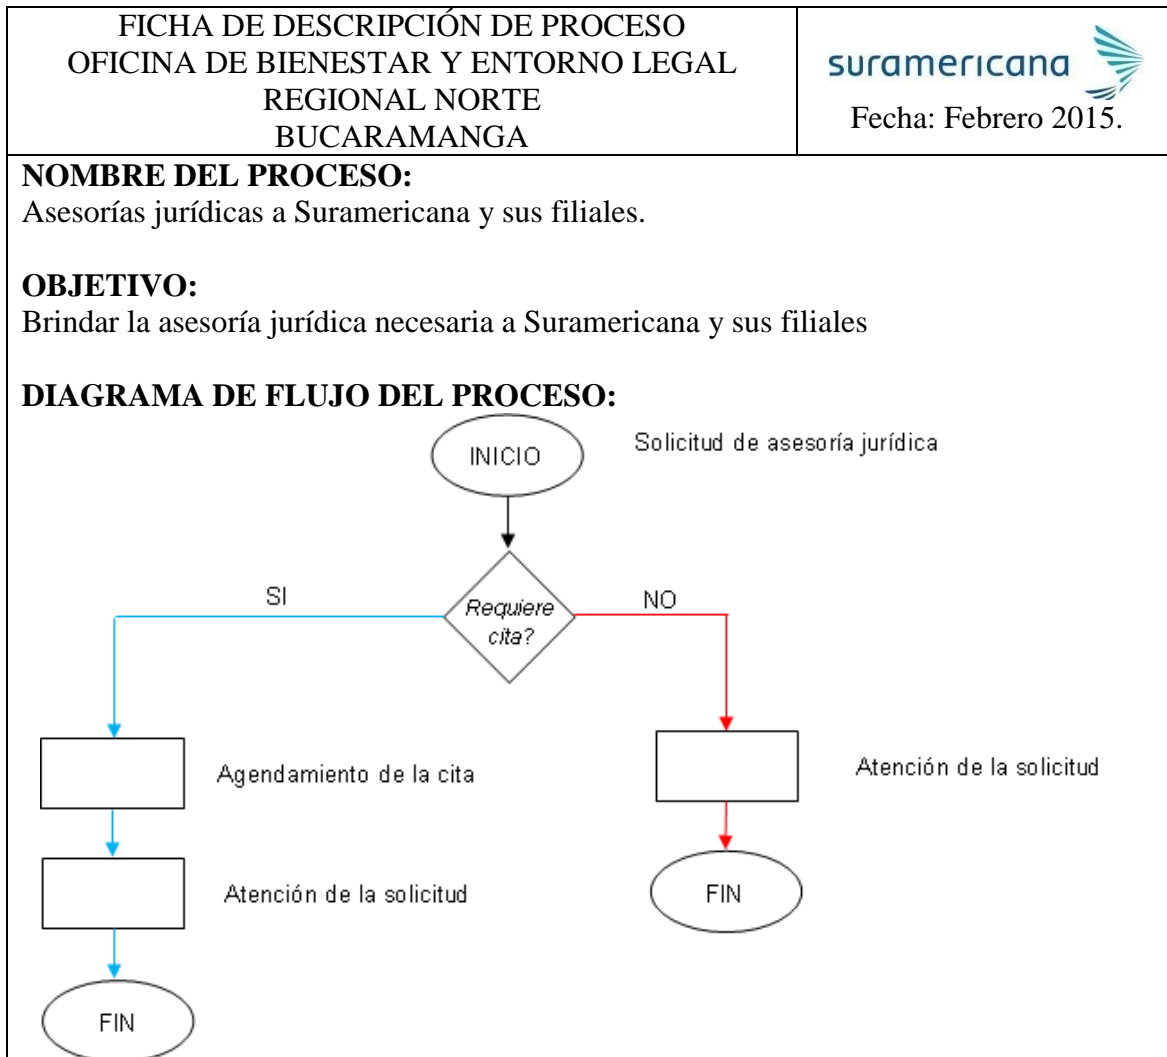 FICHA DE DESCRIPCIÓN DE PROCESO
OFICINA DE BIENESTAR Y ENTORNO LEGAL
REGIONAL NORTE
BUCARAMANGA
suramericana
Fecha: Febrero 2015.
NOMBRE DEL PROCESO:
Asesorías jurídicas a Suramericana y sus filiales.
OBJETIVO:
Brindar la asesoría jurídica necesaria a Suramericana y sus filiales
DIAGRAMA DE FLUJO DEL PROCESO:
INICIO
Solicitud de asesoría jurídica
SI
Requiere
cita?
NO
Agendamiento de la cita
Atención de la solicitud
Atención de la solicitud
FIN
FIN